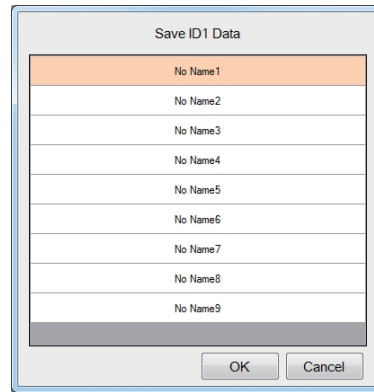 Save ID1 Data
No Name1
No Name2
No Name3
No Name4
No Name5
No Name6
No Name7
No Name8
No Name9
OK Cancel